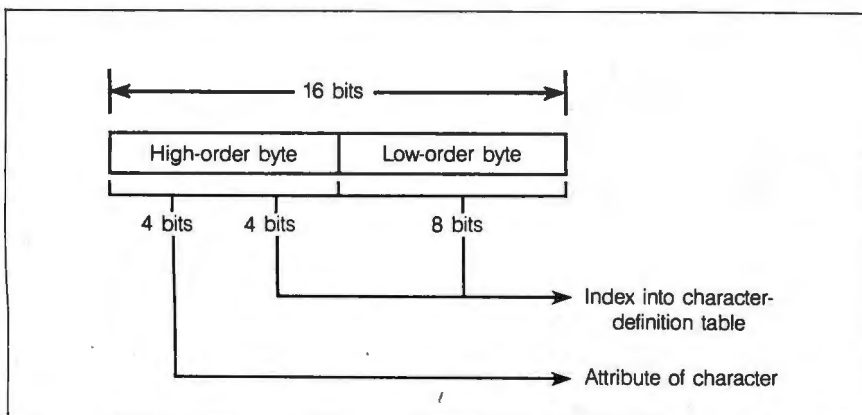 16 bits
High-order byte Low-order byte
4 bits 4 bits 8 bits
Index into character-
definition table
Attribute of character